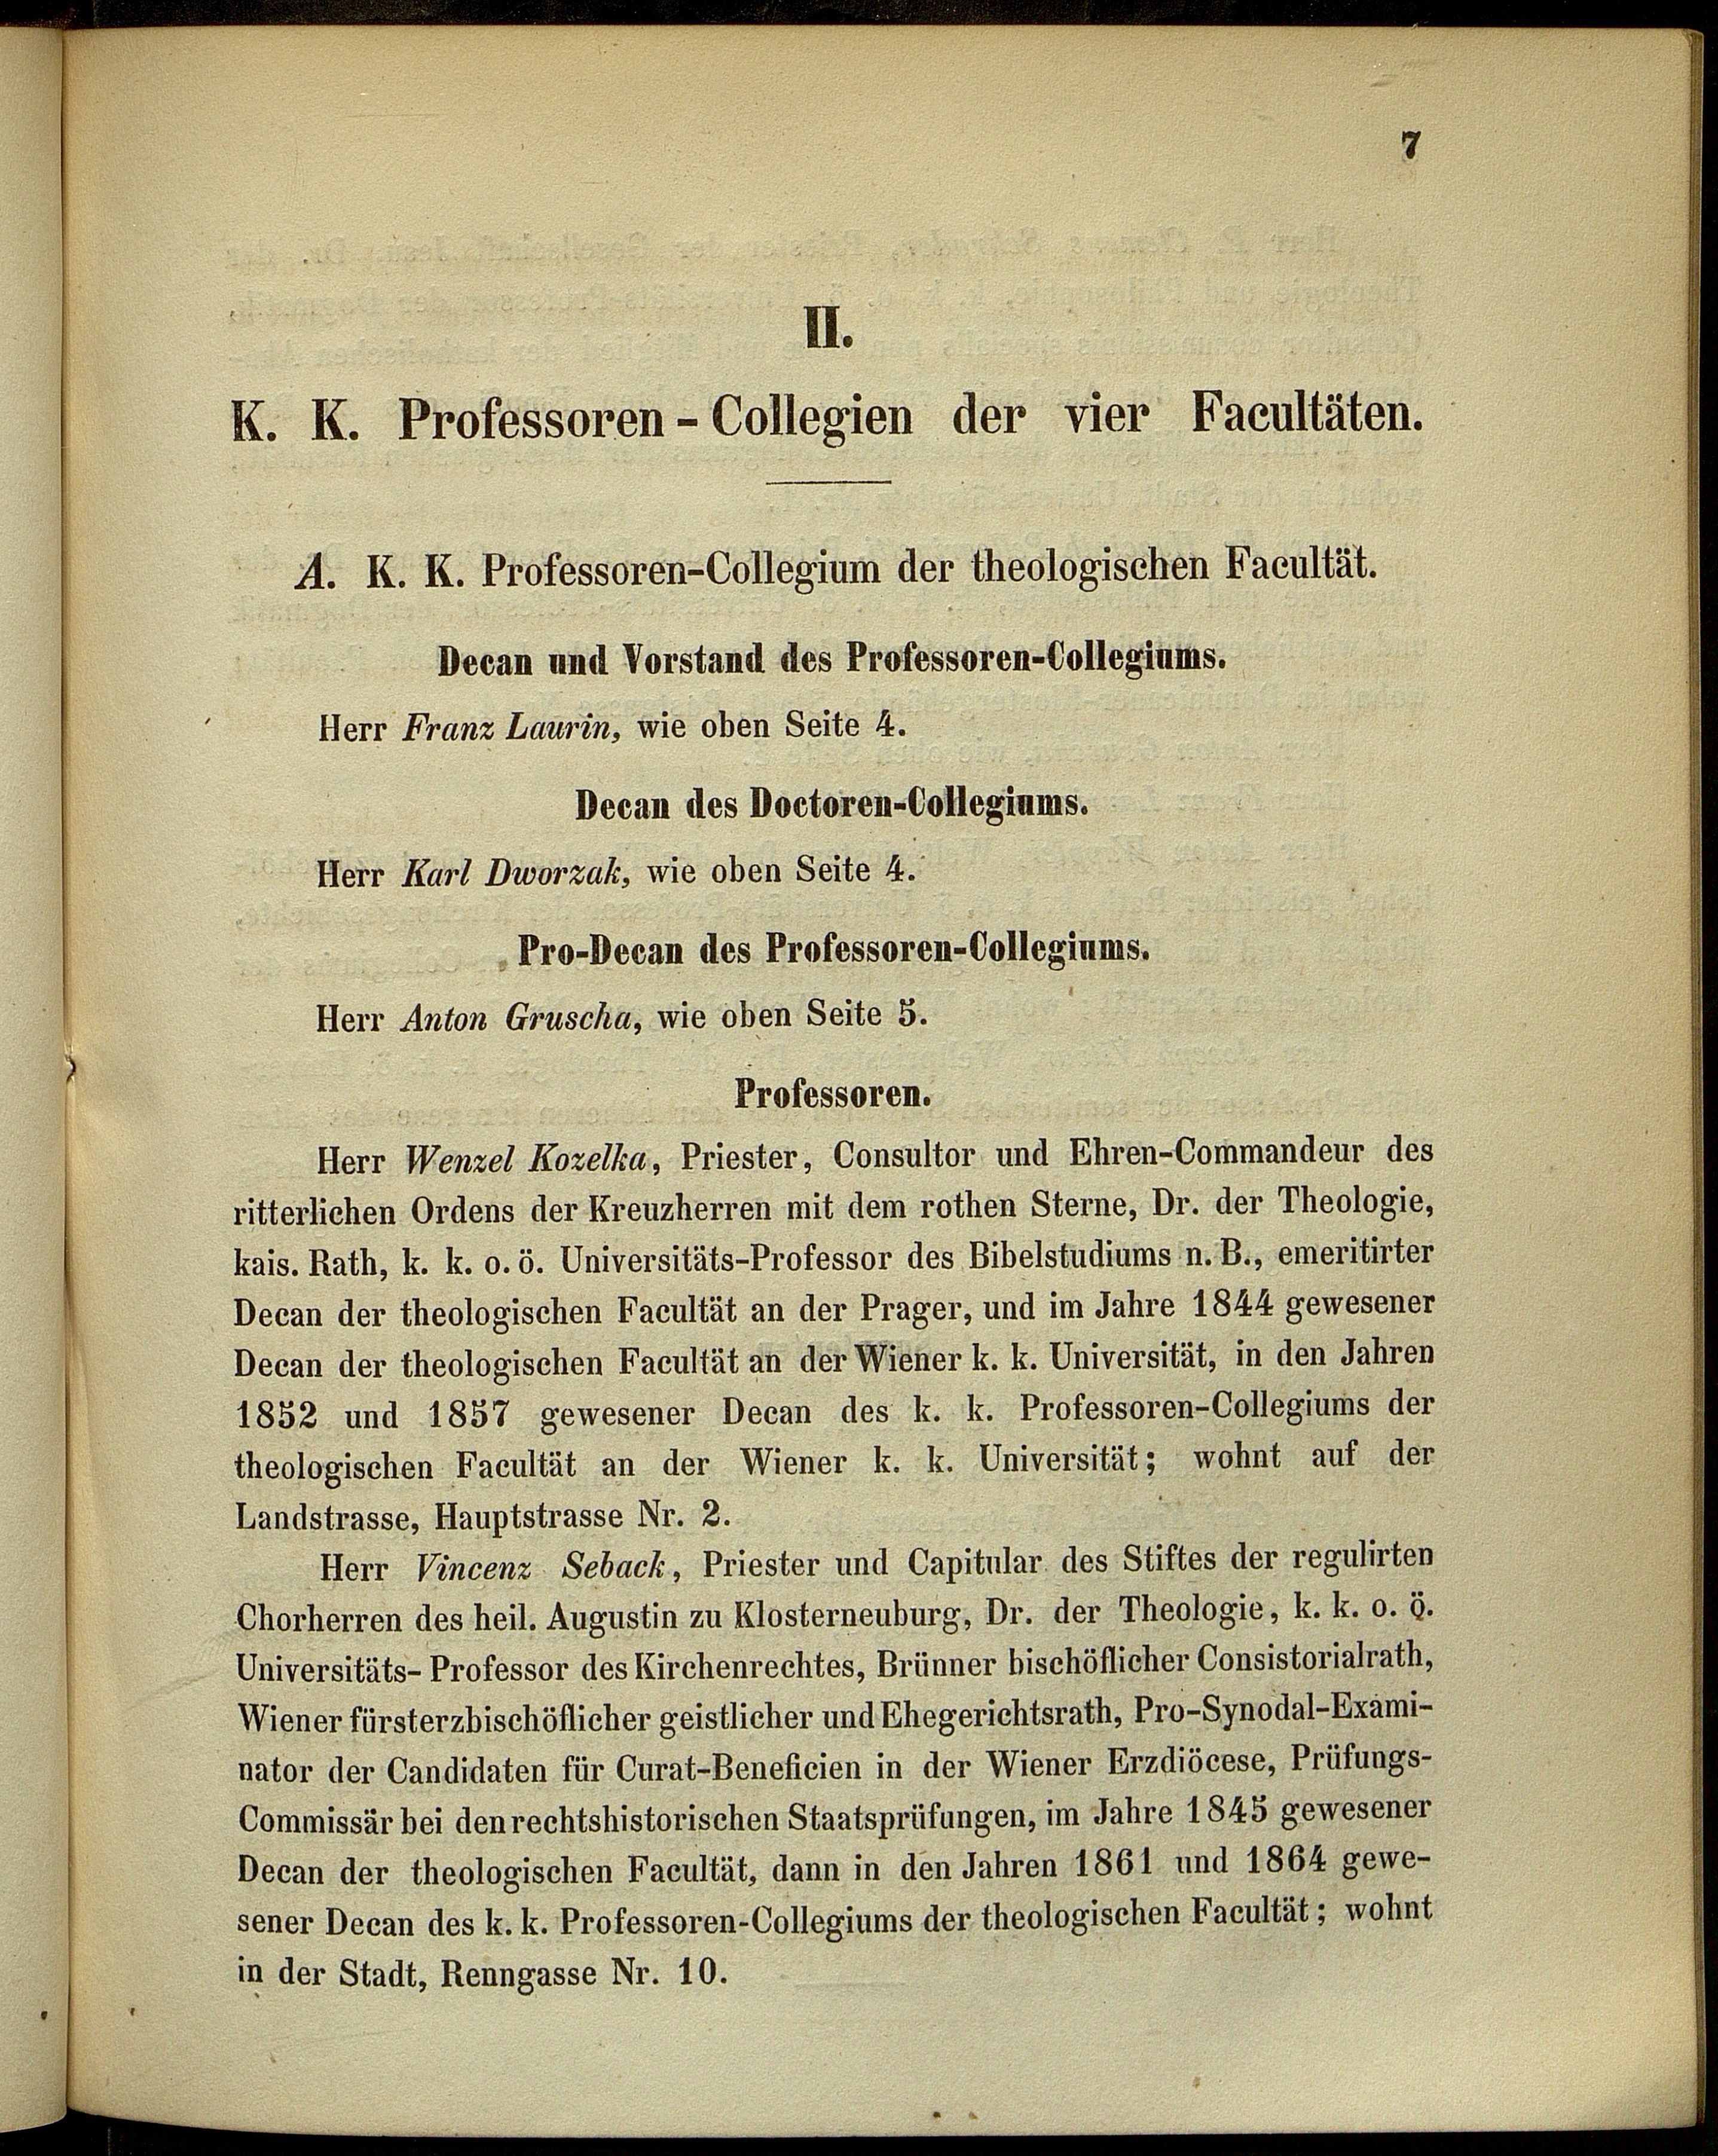 7
II.
K. K. Professoren-Collegien der vier Facultäten.
A. K. K. Professoren-Collegium der theologischen Facultät.
Decan und Vorstand des Professoren-Collegiums.
Herr Franz Laurin, wie oben Seite 4.
Decan des Doctoren-Collegiums.
Herr Karl Dworzak, wie oben Seite 4.
Pro-Decan des Professoren-Collegiums.
Herr Anton Gruscha, wie oben Seite 5.
Professoren.
Herr Wenzel Kozelka, Priester, Consultor und Ehren-Commandeur des
ritterlichen Ordens der Kreuzherren mit dem rothen Sterne, Dr. der Theologie,
kais. Rath, k. k. o. ö. Universitäts-Professor des Bibelstudiums n. B., emeritirter
Decan der theologischen Facultät an der Prager, und im Jahre 1844 gewesener
Decan der theologischen Facultät an der Wiener k. k. Universität, in den Jahren
1852 und 1857 gewesener Decan des k. k. Professoren-Collegiums der
theologischen Facultät an der Wiener k. k. Universität; wohnt auf der
Landstrasse, Hauptstrasse Nr. 2.
Herr Vincenz Seback, Priester und Capitular des Stiftes der regulirten
Chorherren des heil. Augustin zu Klosterneuburg, Dr. der Theologie, k. k. o. ö.
Universitäts-Professor des Kirchenrechtes, Brünner bischöflicher Consistorialrath,
Wiener fürsterzbischöflicher geistlicher und Ehegerichtsrath, Pro-Synodal-Exami-
nator der Candidaten für Curat-Beneficien in der Wiener Erzdiöcese, Prüfungs-
Commissär bei den rechtshistorischen Staatsprüfungen, im Jahre 1845 gewesener
Decan der theologischen Facultät, dann in den Jahren 1861 und 1864 gewe-
sener Decan des k. k. Professoren-Collegiums der theologischen Facultät; wohnt
in der Stadt, Renngasse Nr. 10.